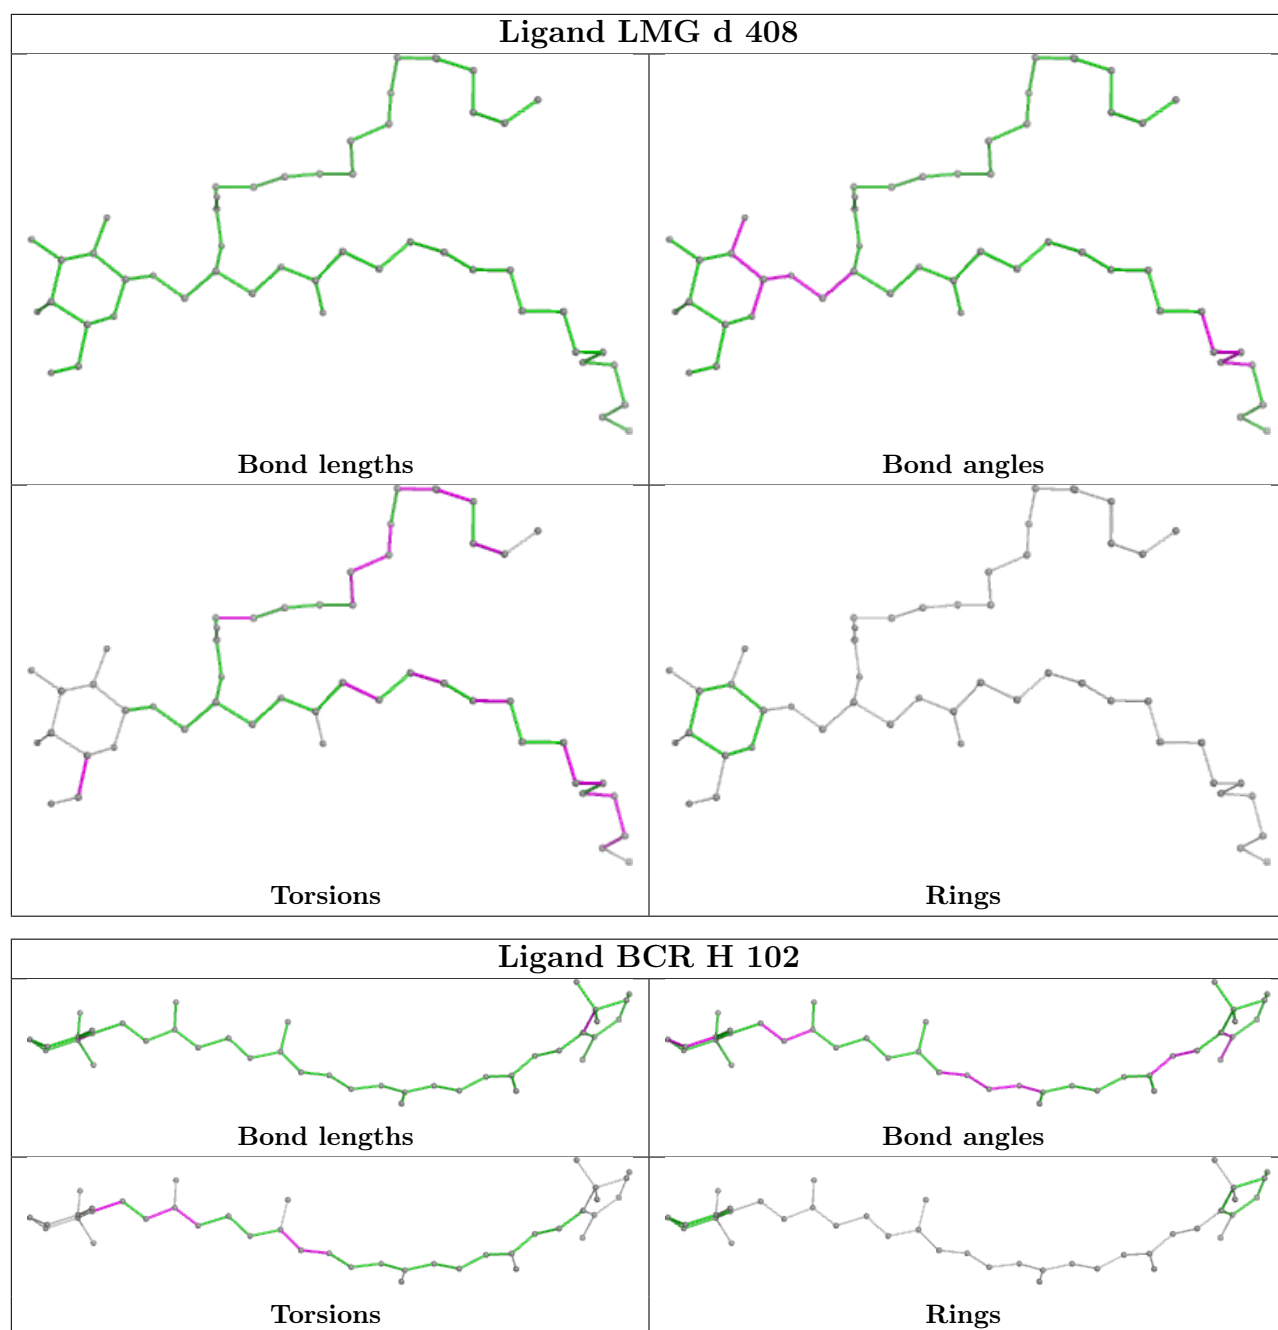 Ligand LMG d 408
Bond lengths
Bond angles
Torsions
Rings
Ligand BCR H 102
Bond lengths
Bond angles
Torsions
Rings